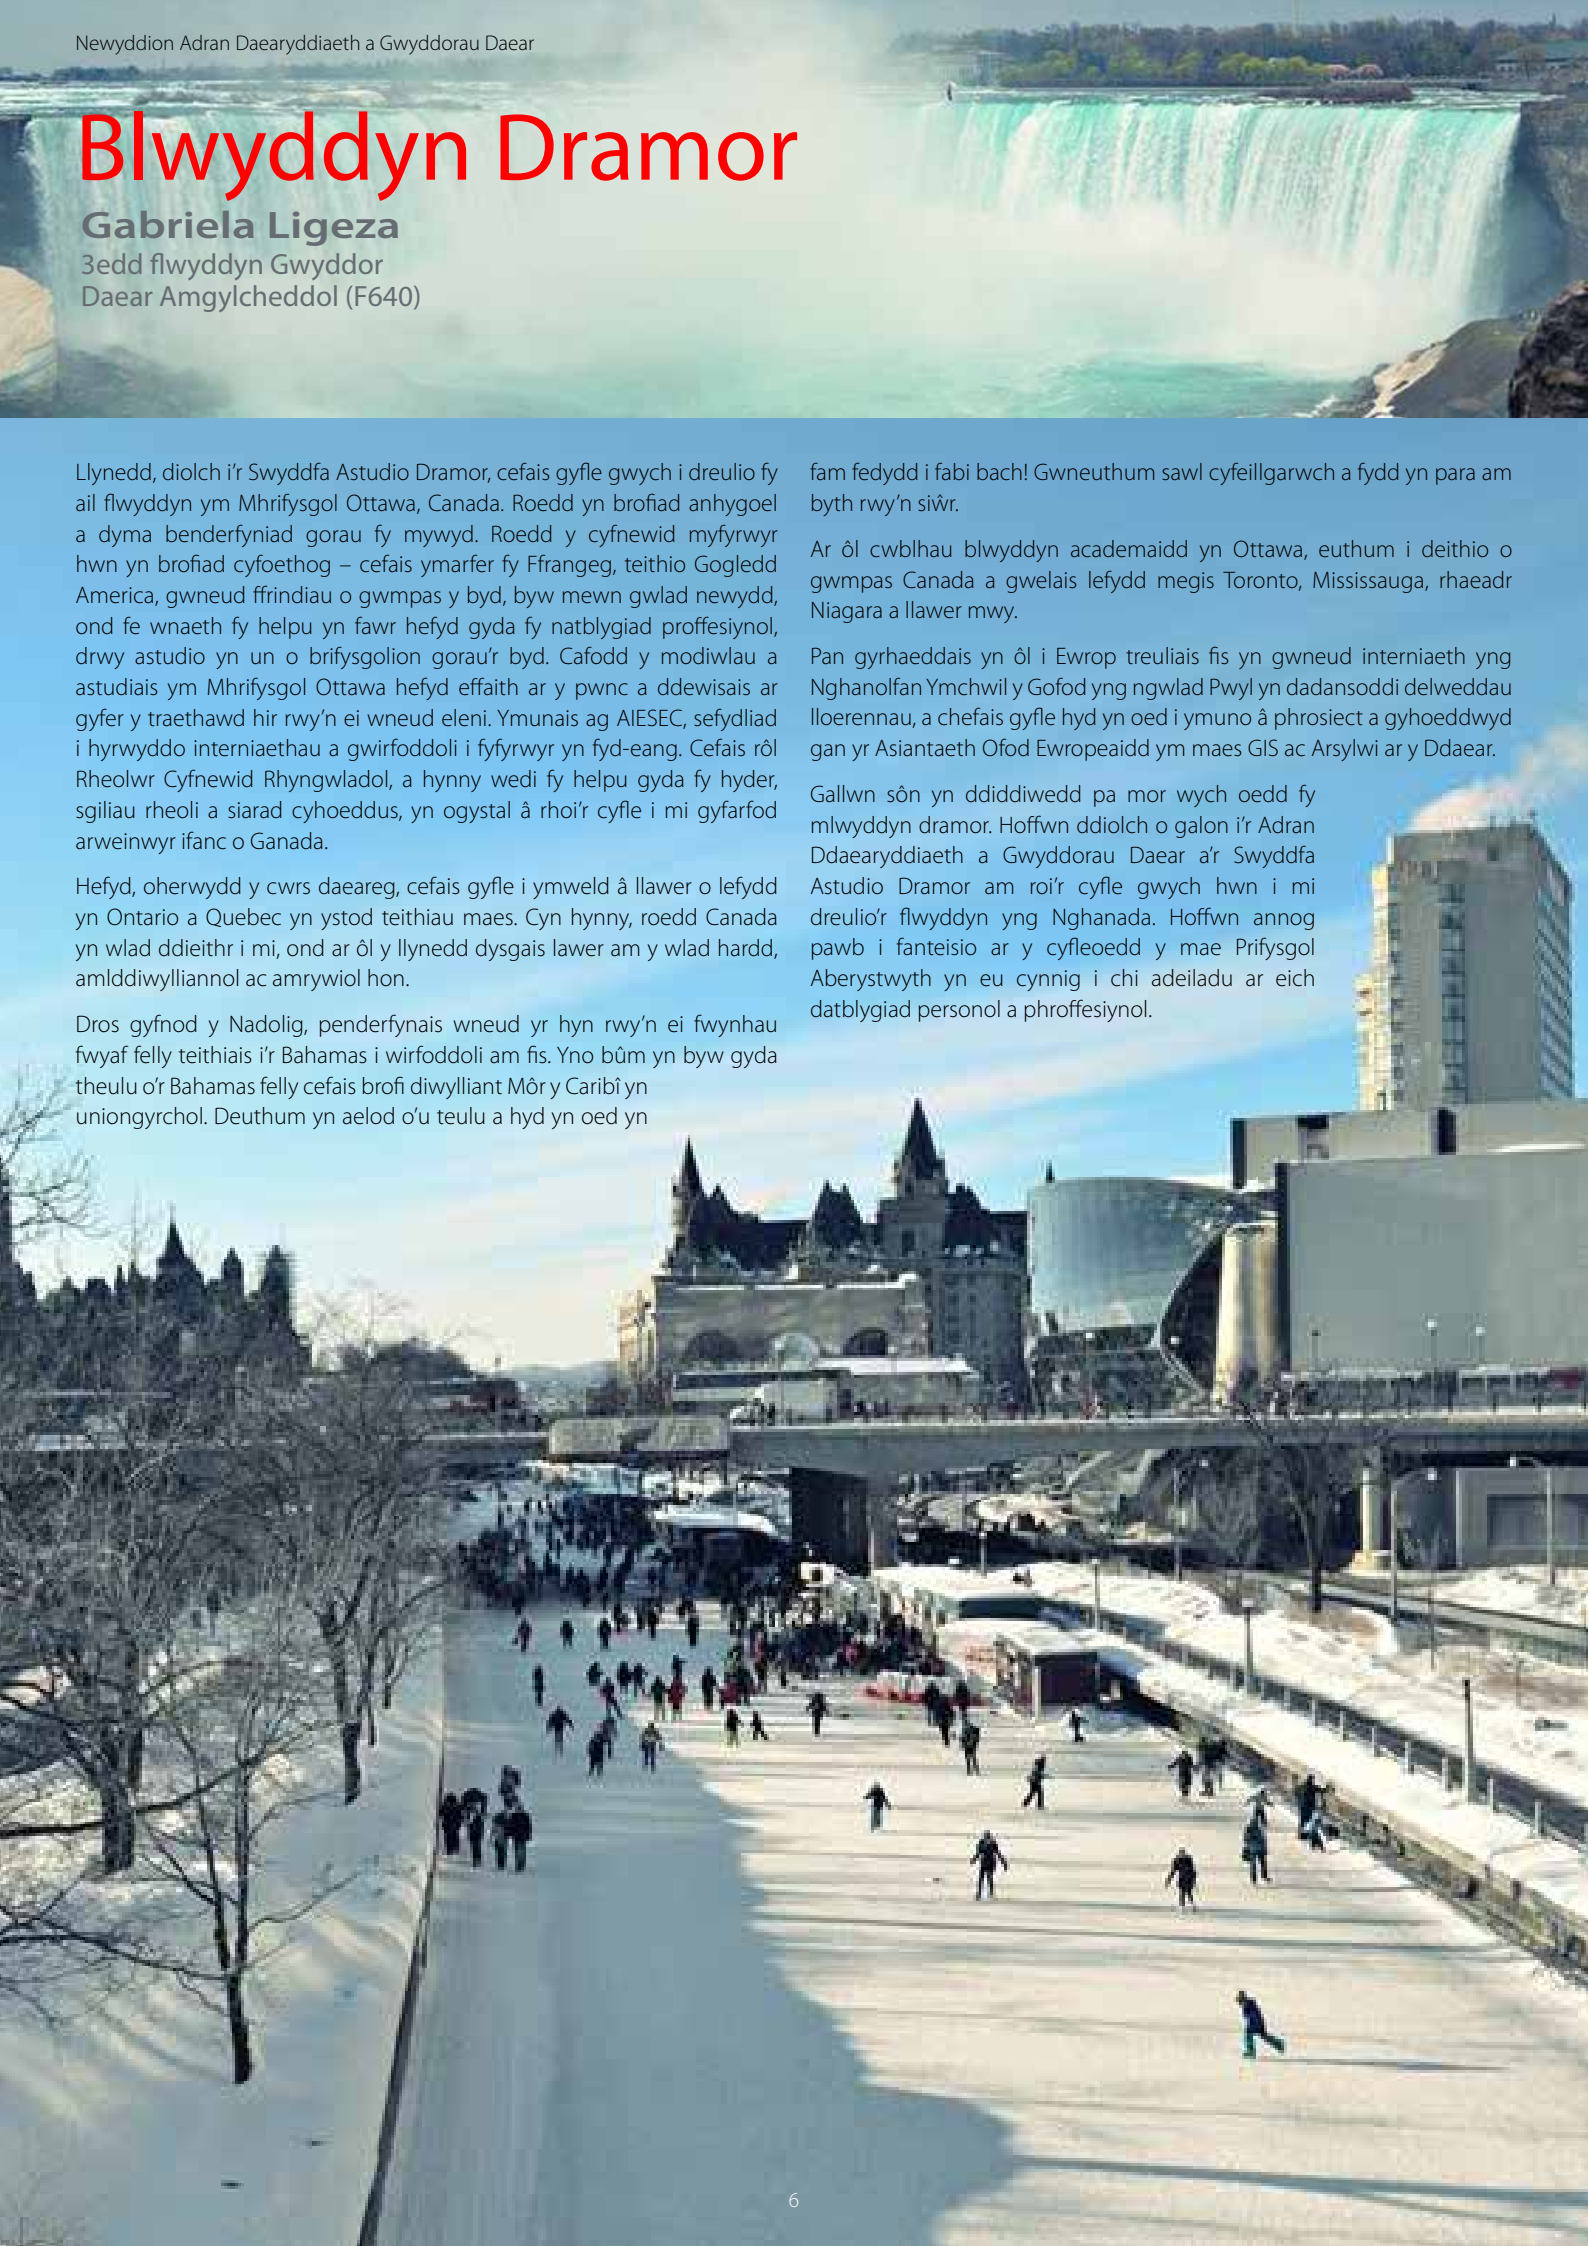 Newyddion Adran Daearyddiaeth a Gwyddorau Daear
Blwyddyn Dramor
Gabriela Ligeza
3edd flwyddyn Gwyddor
Daear Amgylcheddol (F640)
Llynedd, diolch i’r Swyddfa Astudio Dramor, cefais gyfle gwych i dreulio fy
ail flwyddyn ym Mhrifysgol Ottawa, Canada. Roedd yn brofiad anhygoel
a dyma benderfyniad gorau fy mywyd. Roedd y cyfnewid myfyrwyr
hwn yn brofiad cyfoethog – cefais ymarfer fy Ffrangeg, teithio Gogledd
America, gwneud ffrindiau o gwmpas y byd, byw mewn gwlad newydd,
ond fe wnaeth fy helpu yn fawr hefyd gyda fy natblygiad proffesiynol,
drwy astudio yn un o brifysgolion gorau’r byd. Cafodd y modiwlau a
astudiais ym Mhrifysgol Ottawa hefyd effaith ar y pwnc a ddewisais ar
gyfer y traethawd hir rwy’n ei wneud eleni. Ymunais ag AIESEC, sefydliad
i hyrwyddo interniaethau a gwirfoddoli i fyfyrwyr yn fyd-eang. Cefais rôl
Rheolwr Cyfnewid Rhyngwladol, a hynny wedi fy helpu gyda fy hyder,
sgiliau rheoli a siarad cyhoeddus, yn ogystal â rhoi’r cyfle i mi gyfarfod
arweinwyr ifanc o Ganada.
Hefyd, oherwydd y cwrs daeareg, cefais gyfle i ymweld â llawer o lefydd
yn Ontario a Quebec yn ystod teithiau maes. Cyn hynny, roedd Canada
yn wlad ddieithr i mi, ond ar ôl y llynedd dysgais lawer am y wlad hardd,
amlddiwylliannol ac amrywiol hon.
Dros gyfnod y Nadolig, penderfynais wneud yr hyn rwy’n ei fwynhau
fwyaf felly teithiais i’r Bahamas i wirfoddoli am fis. Yno bûm yn byw gyda
theulu o’r Bahamas felly cefais brofi diwylliant Môr y Caribî yn
uniongyrchol. Deuthum yn aelod o’u teulu a hyd yn oed yn
fam fedydd i fabi bach! Gwneuthum sawl cyfeillgarwch a fydd yn para am
byth rwy’n siŵr.
Ar ôl cwblhau blwyddyn academaidd yn Ottawa, euthum i deithio o
gwmpas Canada a gwelais lefydd megis Toronto, Mississauga, rhaeadr
Niagara a llawer mwy.
Pan gyrhaeddais yn ôl i Ewrop treuliais fis yn gwneud interniaeth yng
Nghanolfan Ymchwil y Gofod yng ngwlad Pwyl yn dadansoddi delweddau
lloerennau, a chefais gyfle hyd yn oed i ymuno â phrosiect a gyhoeddwyd
gan yr Asiantaeth Ofod Ewropeaidd ym maes GIS ac Arsylwi ar y Ddaear.
Gallwn sôn yn ddiddiwedd pa mor wych oedd fy
mlwyddyn dramor. Hoffwn ddiolch o galon i’r Adran
Ddaearyddiaeth a Gwyddorau Daear a’r Swyddfa
Astudio Dramor am roi’r cyfle gwych hwn i mi
dreulio’r flwyddyn yng Nghanada. Hoffwn annog
pawb i fanteisio ar y cyfleoedd y mae Prifysgol
Aberystwyth yn eu cynnig i chi adeiladu ar eich
datblygiad personol a phroffesiynol.
6